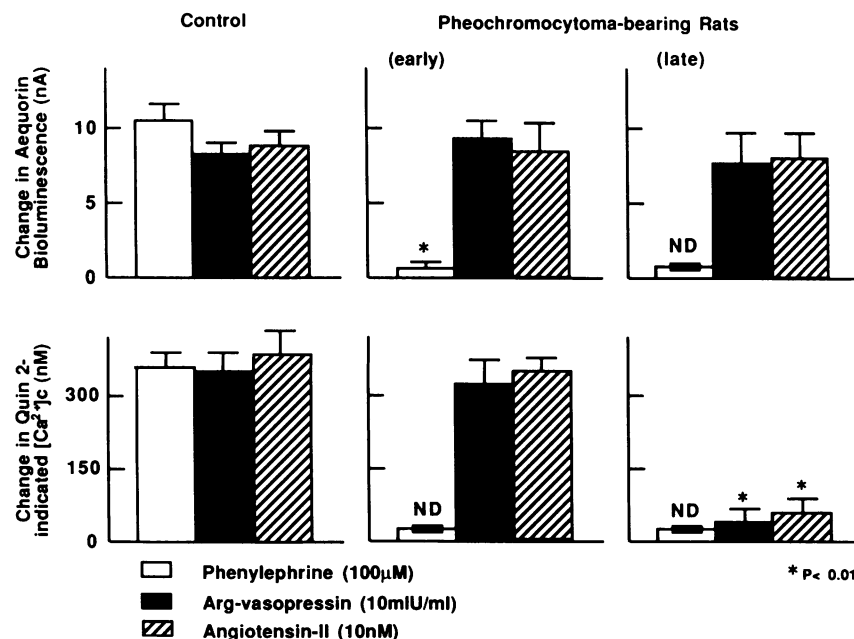 Control
Pheochromocytoma-bearing Rats
(early)
(late)
Change in Aequorin
Bioluminescence (nA)
10
5
0
*
ND
Change in Quin 2-
indicated [Ca²⁺]c (nM)
300
150
0
ND
ND
*
*
Phenylephrine (100μM)
Arg-vasopressin (10mIU/ml)
Angiotensin-II (10nM)
* P< 0.01